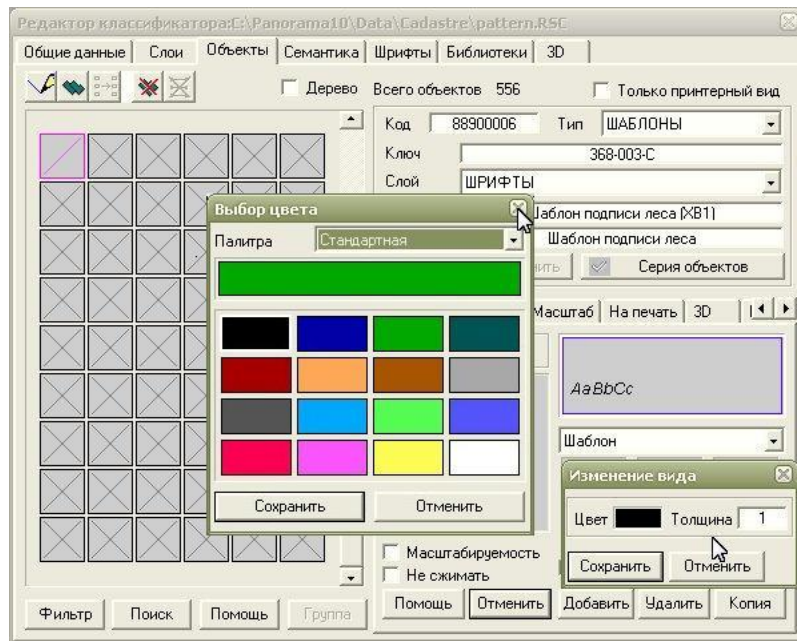 Редактор классификатора:C:\Panorama10\Data\Cadastre\pattern.RSC
Общие данные Слои Объекты Семантика Шрифты Библиотеки 3D
Дерево Всего объектов 556 Только принтерный вид
Код 88900006 Тип ШАБЛОНЫ
Ключ 368-003-С
Слой ШРИФТЫ
Выбор цвета
Шаблон подписи леса (XB1)
Палитра Стандартная
Шаблон подписи леса
Серия объектов
Масштаб На печать 3D
AaBbCc
Шаблон
Изменение вида
Цвет Толщина 1
Сохранить Отменить
Сохранить Отменить
Масштабируемость
Не сжимать
Фильтр Поиск Помощь Группа
Помощь Отменить Добавить Удалить Копия